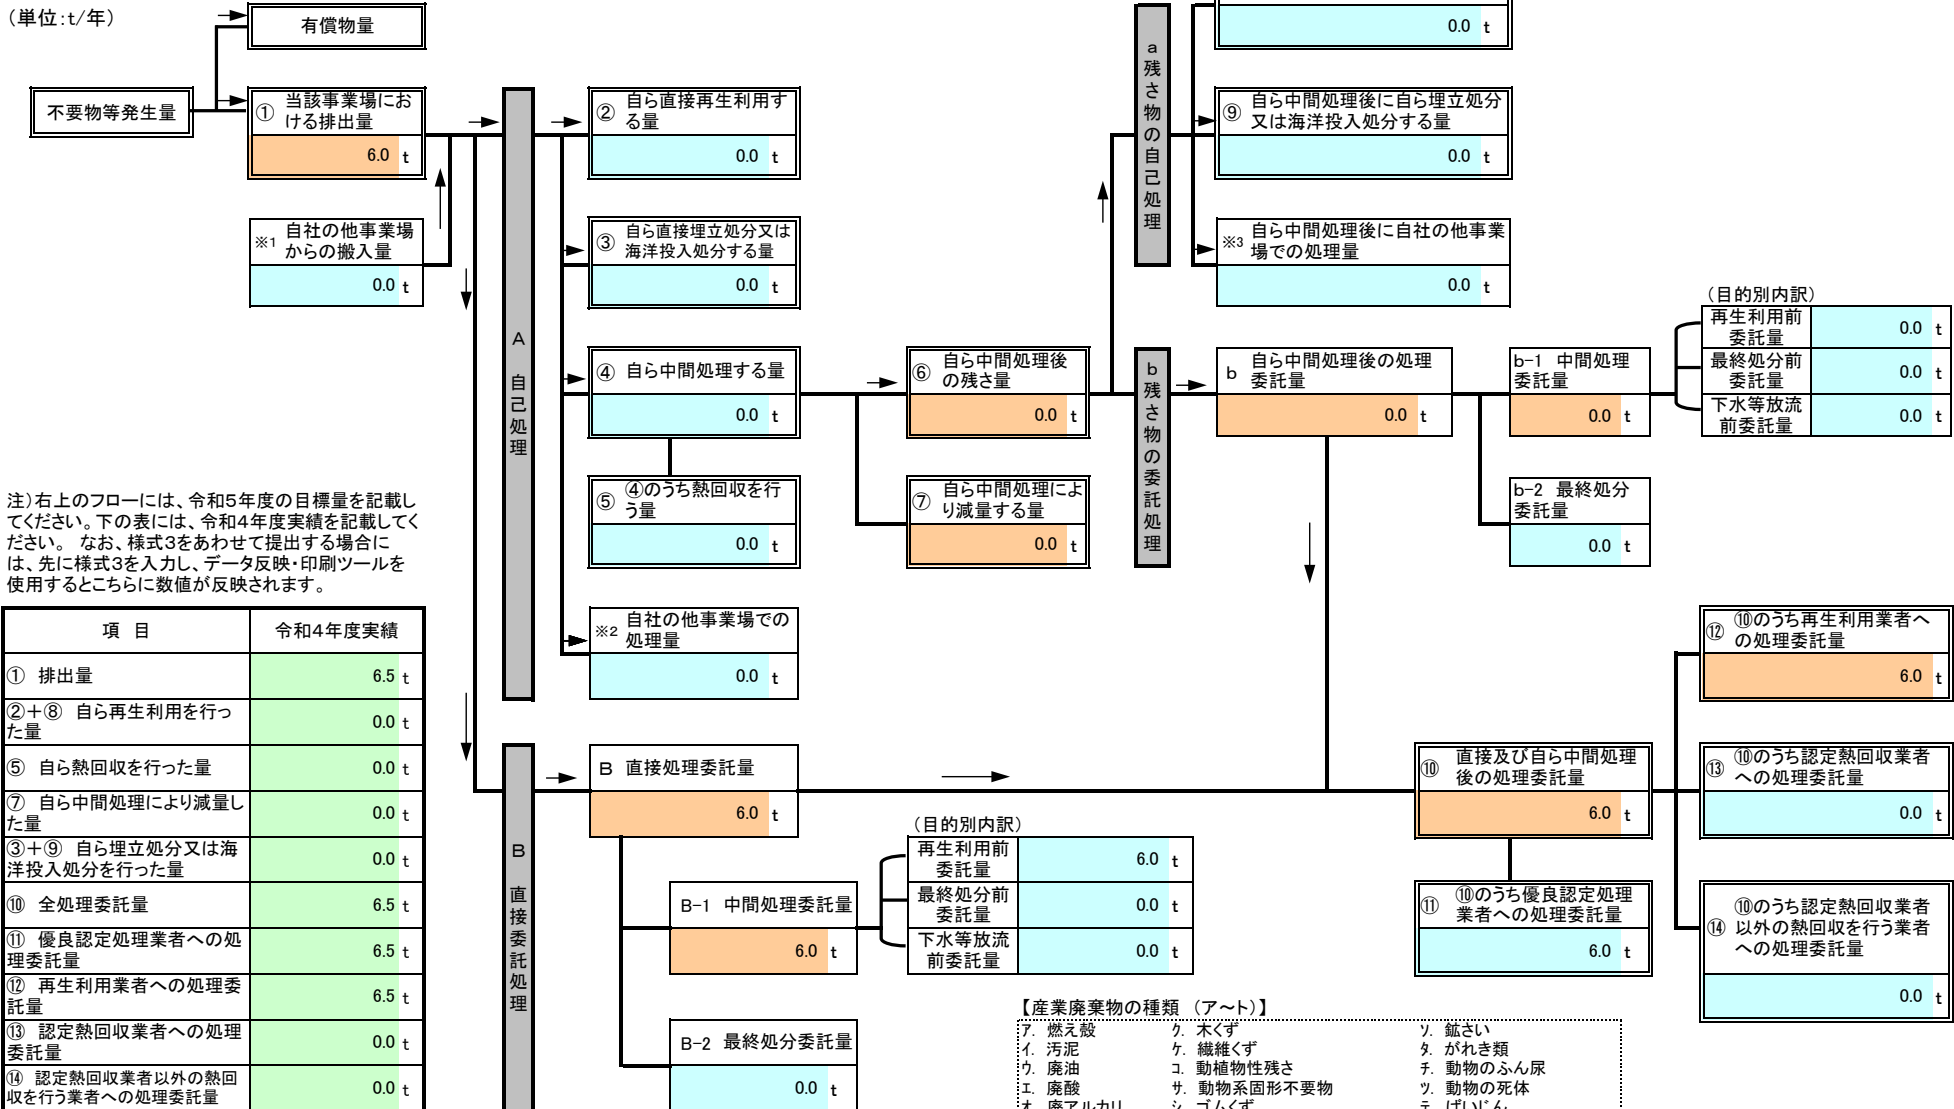 （単位：t/年）
有償物量
不要物等発生量
① 当該事業場にお
ける排出量
6.0 t
※1 自社の他事業場
からの搬入量
0.0 t
A 自己処理
② 自ら直接再生利用す
る量
0.0 t
③ 自ら直接埋立処分又は
海洋投入処分する量
0.0 t
④ 自ら中間処理する量
0.0 t
⑤ ④のうち熱回収を行
う量
0.0 t
※2 自社の他事業場での
処理量
0.0 t
⑥ 自ら中間処理後
の残さ量
0.0 t
⑦ 自ら中間処理によ
り減量する量
0.0 t
a 残さ物の自己処理
0.0 t
⑨ 自ら中間処理後に自ら埋立処分
又は海洋投入処分する量
0.0 t
※3 自ら中間処理後に自社の他事業
場での処理量
0.0 t
b 残さ物の委託処理
b 自ら中間処理後の処理
委託量
0.0 t
b-1 中間処理
委託量
0.0 t
（目的別内訳）
再生利用前
委託量
0.0 t
最終処分前
委託量
0.0 t
下水等放流
前委託量
0.0 t
b-2 最終処分
委託量
0.0 t
注）右上のフローには、令和5年度の目標量を記載し
てください。下の表には、令和4年度実績を記載してく
ださい。 なお、様式3をあわせて提出する場合に
は、先に様式3を入力し、データ反映・印刷ツールを
使用するとこちらに数値が反映されます。
項 目 令和4年度実績
① 排出量 6.5 t
②＋⑧ 自ら再生利用を行っ
た量 0.0 t
⑤ 自ら熱回収を行った量 0.0 t
⑦ 自ら中間処理により減量し
た量 0.0 t
③＋⑨ 自ら埋立処分又は海
洋投入処分を行った量 0.0 t
⑩ 全処理委託量 6.5 t
⑪ 優良認定処理業者への処
理委託量 6.5 t
⑫ 再生利用業者への処理委
託量 6.5 t
⑬ 認定熱回収業者への処理
委託量 0.0 t
⑭ 認定熱回収業者以外の熱回
収を行う業者への処理委託量 0.0 t
B 直接委託処理
B 直接処理委託量
6.0 t
B-1 中間処理委託量
6.0 t
（目的別内訳）
再生利用前
委託量
6.0 t
最終処分前
委託量
0.0 t
下水等放流
前委託量
0.0 t
B-2 最終処分委託量
0.0 t
⑩ 直接及び自ら中間処理
後の処理委託量
6.0 t
⑪ ⑩のうち優良認定処理
業者への処理委託量
6.0 t
⑫ ⑩のうち再生利用業者へ
の処理委託量
6.0 t
⑬ ⑩のうち認定熱回収業者
への処理委託量
0.0 t
⑭ ⑩のうち認定熱回収業者
以外の熱回収を行う業者
への処理委託量
0.0 t
【産業廃棄物の種類 （ア～ト）】
ア. 燃え殻 ク. 木くず ソ. 鉱さい
イ. 汚泥 ケ. 繊維くず タ. がれき類
ウ. 廃油 コ. 動植物性残さ チ. 動物のふん尿
エ. 廃酸 サ. 動物系固形不要物 ツ. 動物の死体
オ. 廃アルカリ シ. ゴムくず テ. ばいじん